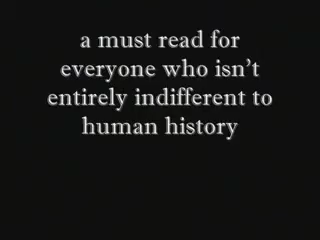 a must read for
everyone who isn't
entirely indifferent to
human history